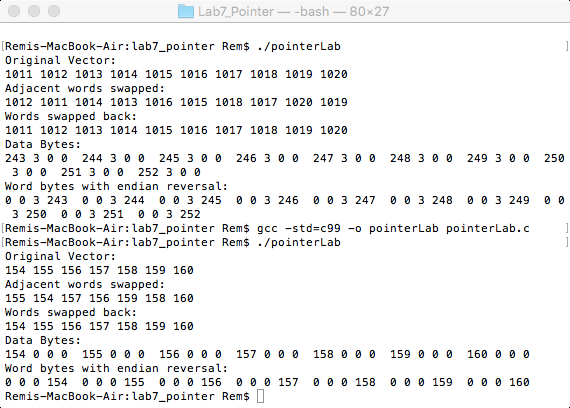 Lab7_Pointer — -bash — 80×27
[Remis-MacBook-Air:lab7_pointer Rem$ ./pointerLab ]
Original Vector:
1011 1012 1013 1014 1015 1016 1017 1018 1019 1020
Adjacent words swapped:
1012 1011 1014 1013 1016 1015 1018 1017 1020 1019
Words swapped back:
1011 1012 1013 1014 1015 1016 1017 1018 1019 1020
Data Bytes:
243 3 0 0  244 3 0 0  245 3 0 0  246 3 0 0  247 3 0 0  248 3 0 0  249 3 0 0  250
 3 0 0  251 3 0 0  252 3 0 0
Word bytes with endian reversal:
0 0 3 243  0 0 3 244  0 0 3 245  0 0 3 246  0 0 3 247  0 0 3 248  0 0 3 249  0 0
 3 250  0 0 3 251  0 0 3 252
[Remis-MacBook-Air:lab7_pointer Rem$ gcc -std=c99 -o pointerLab pointerLab.c ]
[Remis-MacBook-Air:lab7_pointer Rem$ ./pointerLab ]
Original Vector:
154 155 156 157 158 159 160
Adjacent words swapped:
155 154 157 156 159 158 160
Words swapped back:
154 155 156 157 158 159 160
Data Bytes:
154 0 0 0  155 0 0 0  156 0 0 0  157 0 0 0  158 0 0 0  159 0 0 0  160 0 0 0
Word bytes with endian reversal:
0 0 0 154  0 0 0 155  0 0 0 156  0 0 0 157  0 0 0 158  0 0 0 159  0 0 0 160
Remis-MacBook-Air:lab7_pointer Rem$